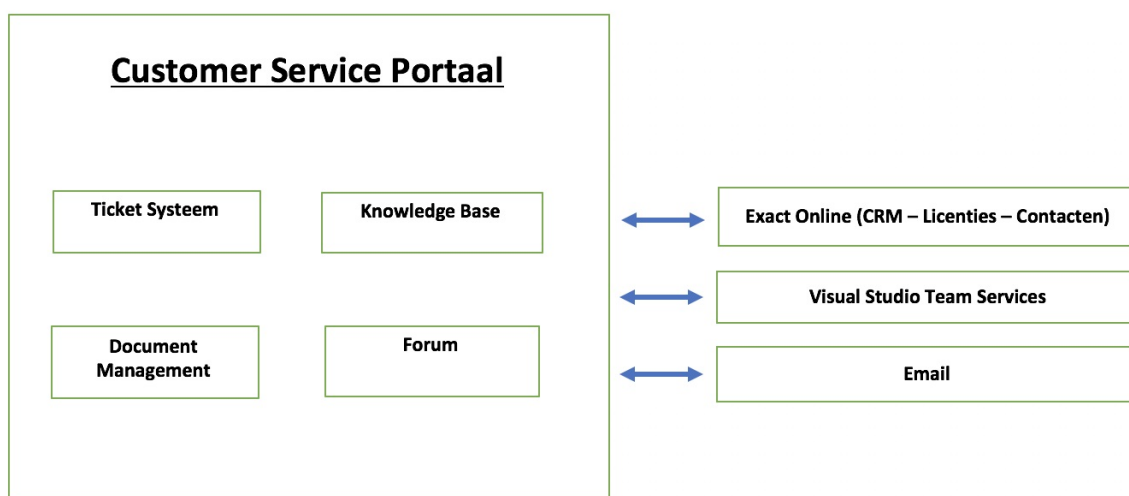 Customer Service Portaal
Ticket Systeem
Knowledge Base
Exact Online (CRM – Licenties – Contacten)
Visual Studio Team Services
Document
Management
Forum
Email